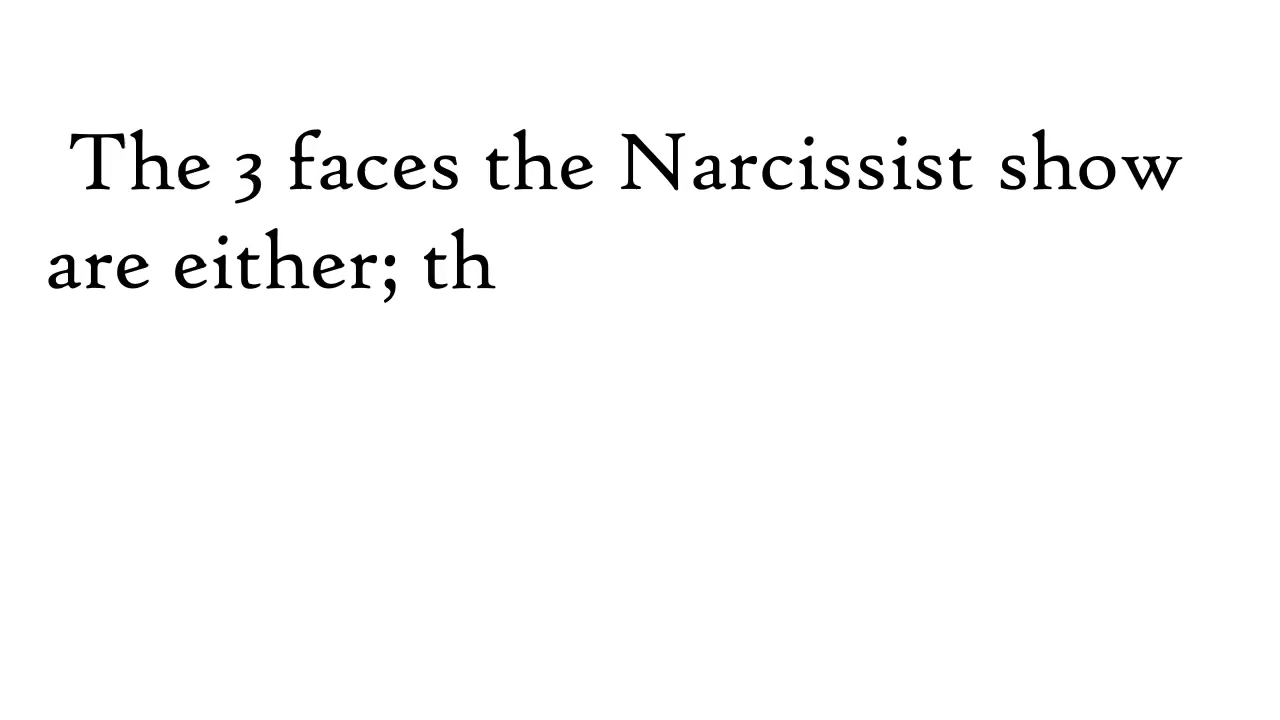 The 3 faces the Narcissist show
are either; th